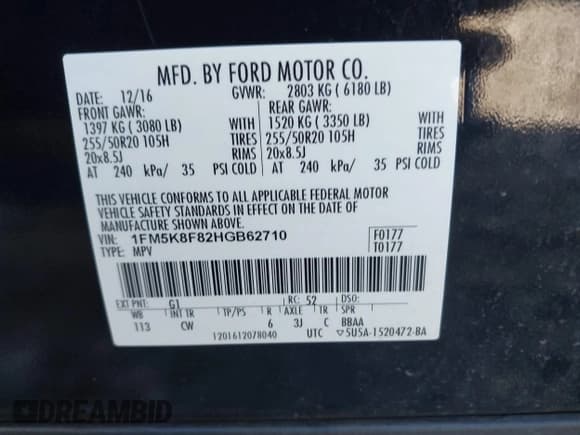 MFD. BY FORD MOTOR CO.
DATE: 12/16 GVWR: 2803 KG ( 6180 LB)
FRONT GAWR: REAR GAWR:
1397 KG ( 3080 LB) WITH 1520 KG ( 3350 LB) WITH
255/50R20 105H TIRES 255/50R20 105H TIRES
20x8.5J RIMS 20x8.5J RIMS
AT 240 kPa/ 35 PSI COLD AT 240 kPa/ 35 PSI COLD
THIS VEHICLE CONFORMS TO ALL APPLICABLE FEDERAL MOTOR
VEHICLE SAFETY STANDARDS IN EFFECT ON THE DATE OF
MANUFACTURE SHOWN ABOVE.
VIN: 1FM5K8F82HGB62710 F0177
TYPE: MPV T0177
EXT PNT: G1 RC: 52 DSO:
WB INT TR TP/PS R AXLE TR SPR
113 CW 6 3J C BBAA
1201612078040 UTC ▽5U5A-1520472-BA
DREAMBID